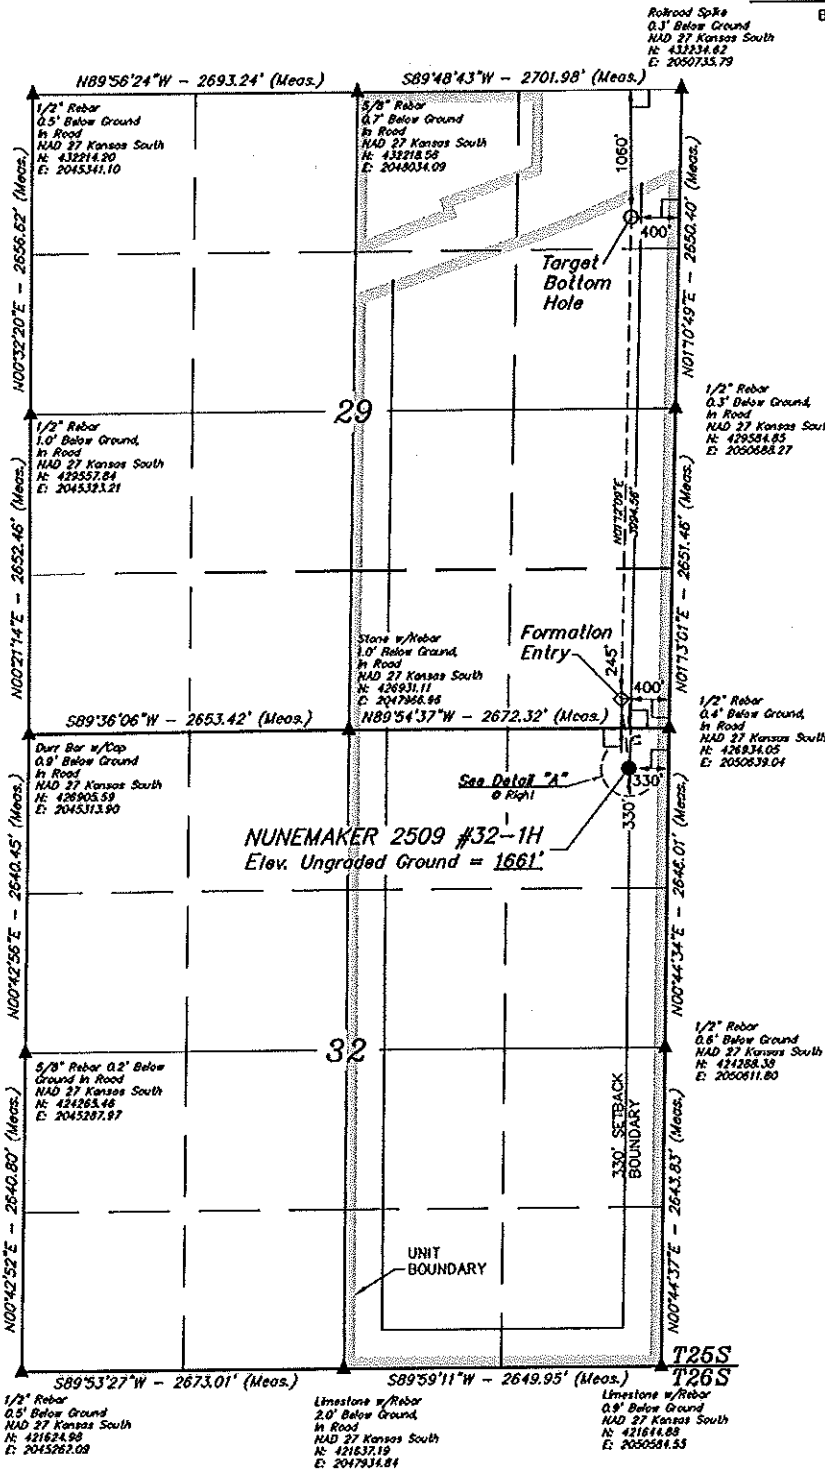 B
Railroad Spike
0.3' Below Ground
NAD 27 Kansas South
N: 432234.62
E: 2050735.79
N89°56'24"W - 2693.24' (Meas.)
S89°48'43"W - 2701.98' (Meas.)
1/2" Rebar
0.5' Below Ground
in Road
NAD 27 Kansas South
N: 432214.20
E: 2045341.10
5/8" Rebar
0.7' Below Ground
in Road
NAD 27 Kansas South
N: 432218.56
E: 2048034.09
1060'
400'
Target
Bottom
Hole
N00°32'20"E - 2656.62' (Meas.)
N01°10'49"E - 2650.40' (Meas.)
29
1/2" Rebar
1.0' Below Ground,
in Road
NAD 27 Kansas South
N: 429557.84
E: 2045323.21
1/2" Rebar
0.3' Below Ground,
in Road
NAD 27 Kansas South
N: 429584.85
E: 2050688.27
N00°21'14"E - 2652.46' (Meas.)
N01°12'09"E
3994.56'
N01°13'01"E - 2651.46' (Meas.)
Stone w/Rebar
1.0' Below Ground,
in Road
NAD 27 Kansas South
N: 426931.11
E: 2047966.96
Formation
Entry
245'
400'
S89°36'06"W - 2653.42' (Meas.)
N89°54'37"W - 2672.32' (Meas.)
1/2" Rebar
0.4' Below Ground,
in Road
NAD 27 Kansas South
N: 426934.05
E: 2050639.04
Durr Bar w/Cap
0.9' Below Ground
in Road
NAD 27 Kansas South
N: 426905.59
E: 2045313.90
See Detail "A"
@ Right
330'
330'
NUNEMAKER 2509 #32-1H
Elev. Ungraded Ground = 1661'
N00°42'56"E - 2640.45' (Meas.)
N00°44'34"E - 2646.01' (Meas.)
32
5/8" Rebar 0.2' Below
Ground in Road
NAD 27 Kansas South
N: 424265.46
E: 2045287.97
1/2" Rebar
0.6' Below Ground
NAD 27 Kansas South
N: 424288.38
E: 2050611.80
N00°42'52"E - 2640.80' (Meas.)
330' SETBACK
BOUNDARY
N00°44'37"E - 2643.83' (Meas.)
UNIT
BOUNDARY
T25S
T26S
S89°53'27"W - 2673.01' (Meas.)
S89°59'11"W - 2649.95' (Meas.)
1/2" Rebar
0.5' Below Ground
NAD 27 Kansas South
N: 421624.98
E: 2045262.09
Limestone w/Rebar
2.0' Below Ground,
in Road
NAD 27 Kansas South
N: 421637.19
E: 2047934.84
Limestone w/Rebar
0.9' Below Ground
NAD 27 Kansas South
N: 421644.88
E: 2050584.55